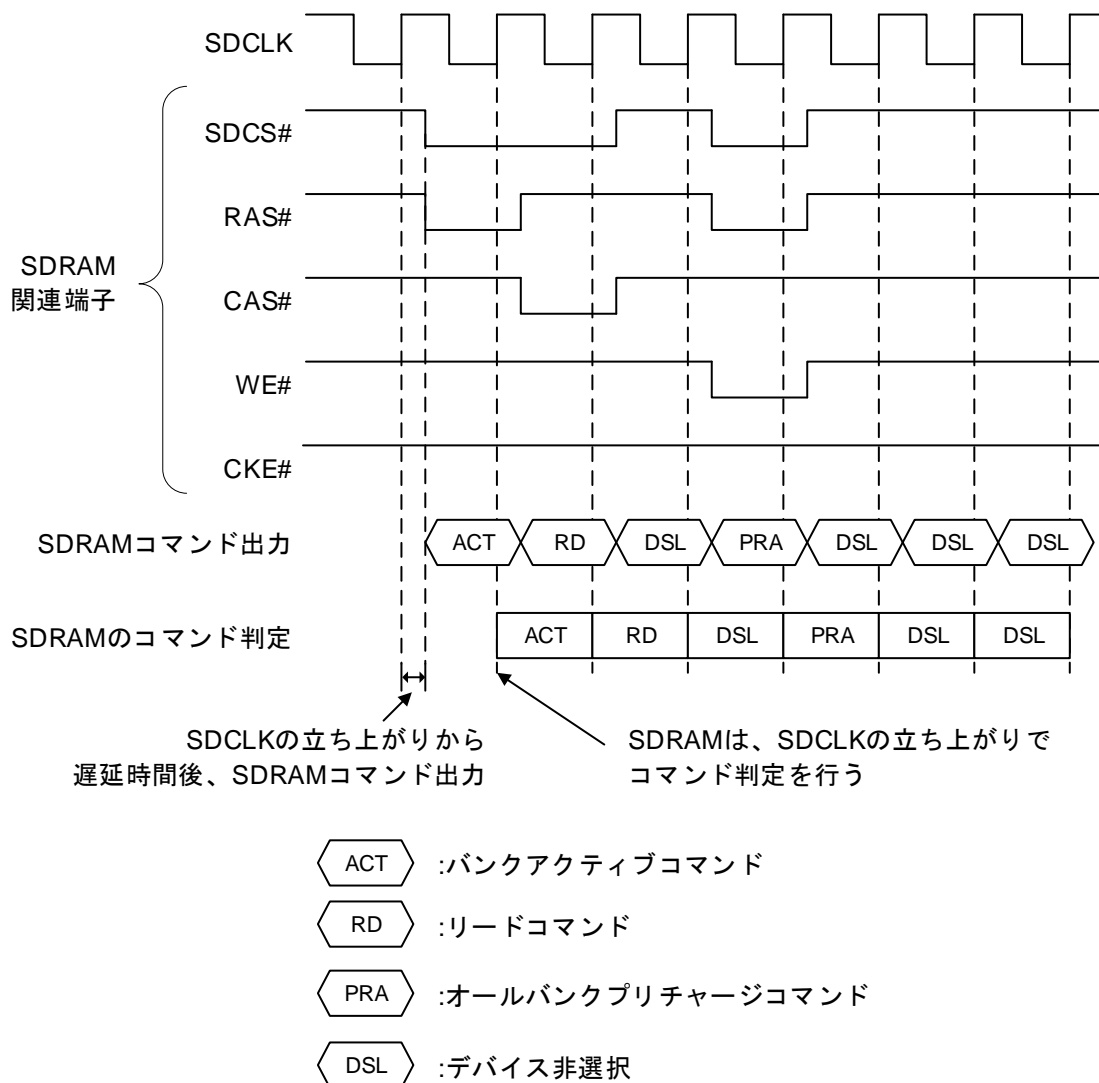 SDCLK
SDCS#
RAS#
SDRAM
関連端子
CAS#
WE#
CKE#
SDRAMコマンド出力
ACT RD DSL PRA DSL DSL DSL
SDRAMのコマンド判定
ACT RD DSL PRA DSL DSL
SDCLKの立ち上がりから
遅延時間後、SDRAMコマンド出力
SDRAMは、SDCLKの立ち上がりで
コマンド判定を行う
ACT :バンクアクティブコマンド
RD :リードコマンド
PRA :オールバンクプリチャージコマンド
DSL :デバイス非選択